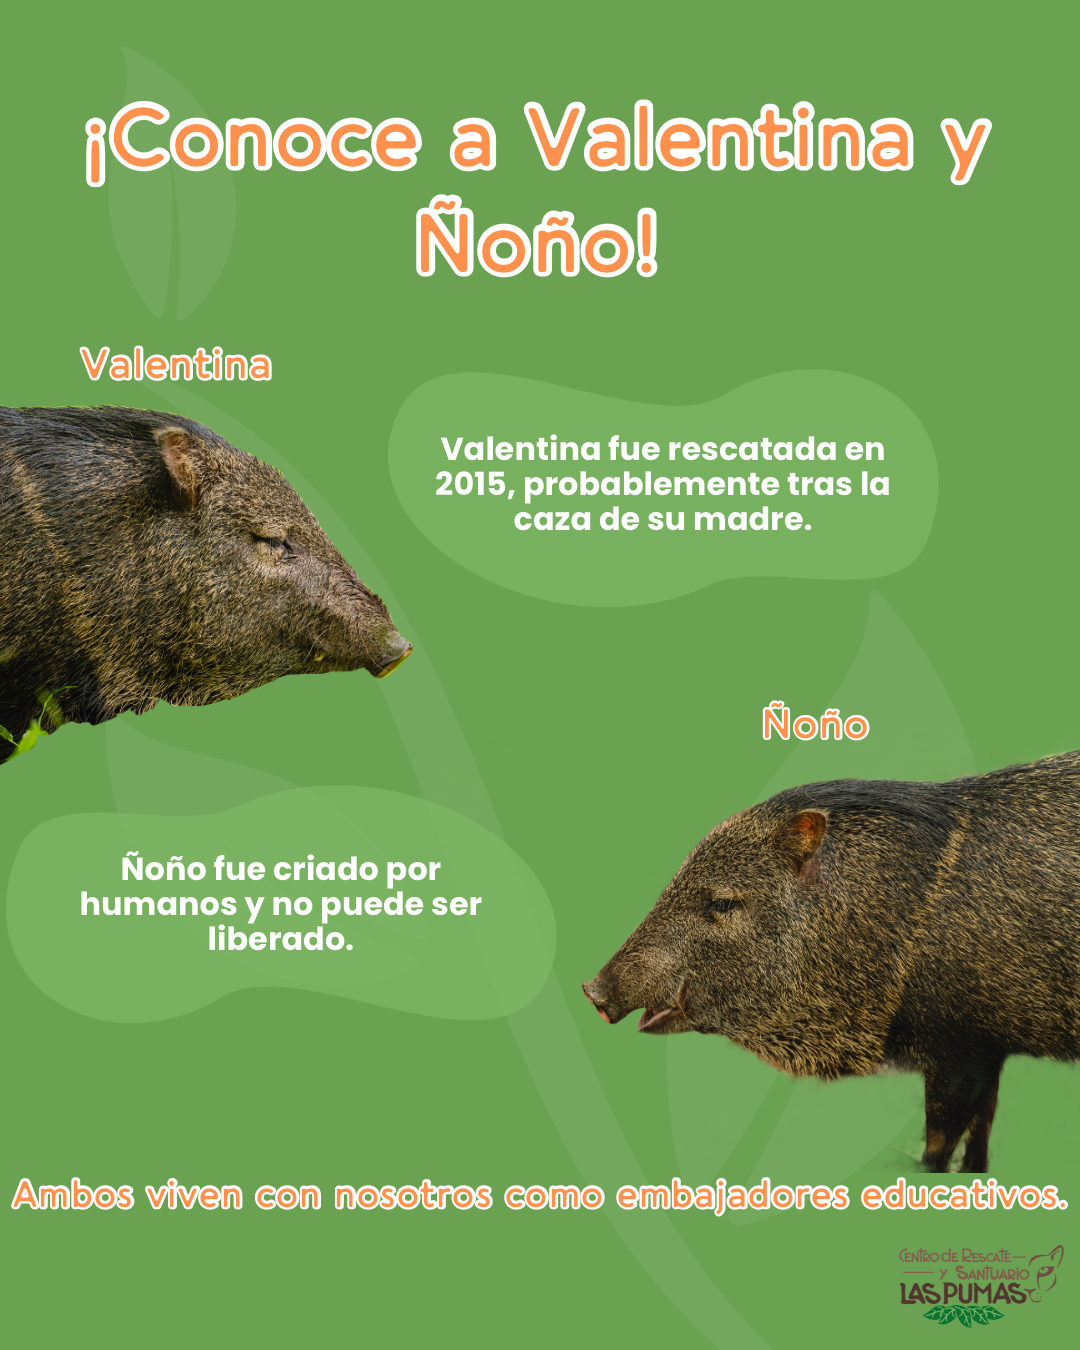 ¡Conoce a Valentina y
Ñoño!
Valentina
Valentina fue rescatada en
2015, probablemente tras la
caza de su madre.
Ñoño
Ñoño fue criado por
humanos y no puede ser
liberado.
Ambos viven con nosotros como embajadores educativos.
Centro de Rescate
y Santuario
LAS PUMAS